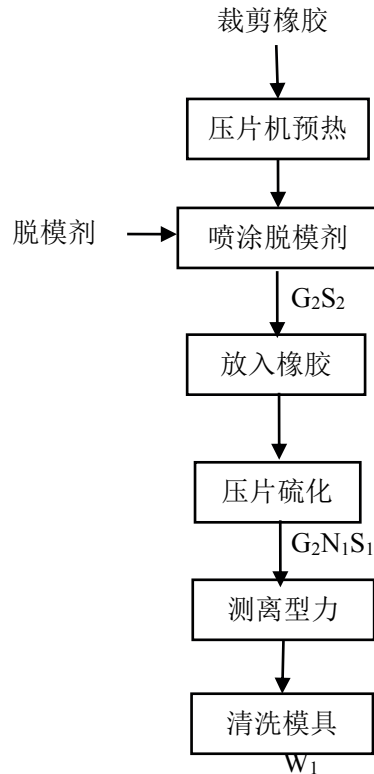 裁剪橡胶
压片机预热
脱模剂
喷涂脱模剂
G₂S₂
放入橡胶
压片硫化
G₂N₁S₁
测离型力
清洗模具
W₁